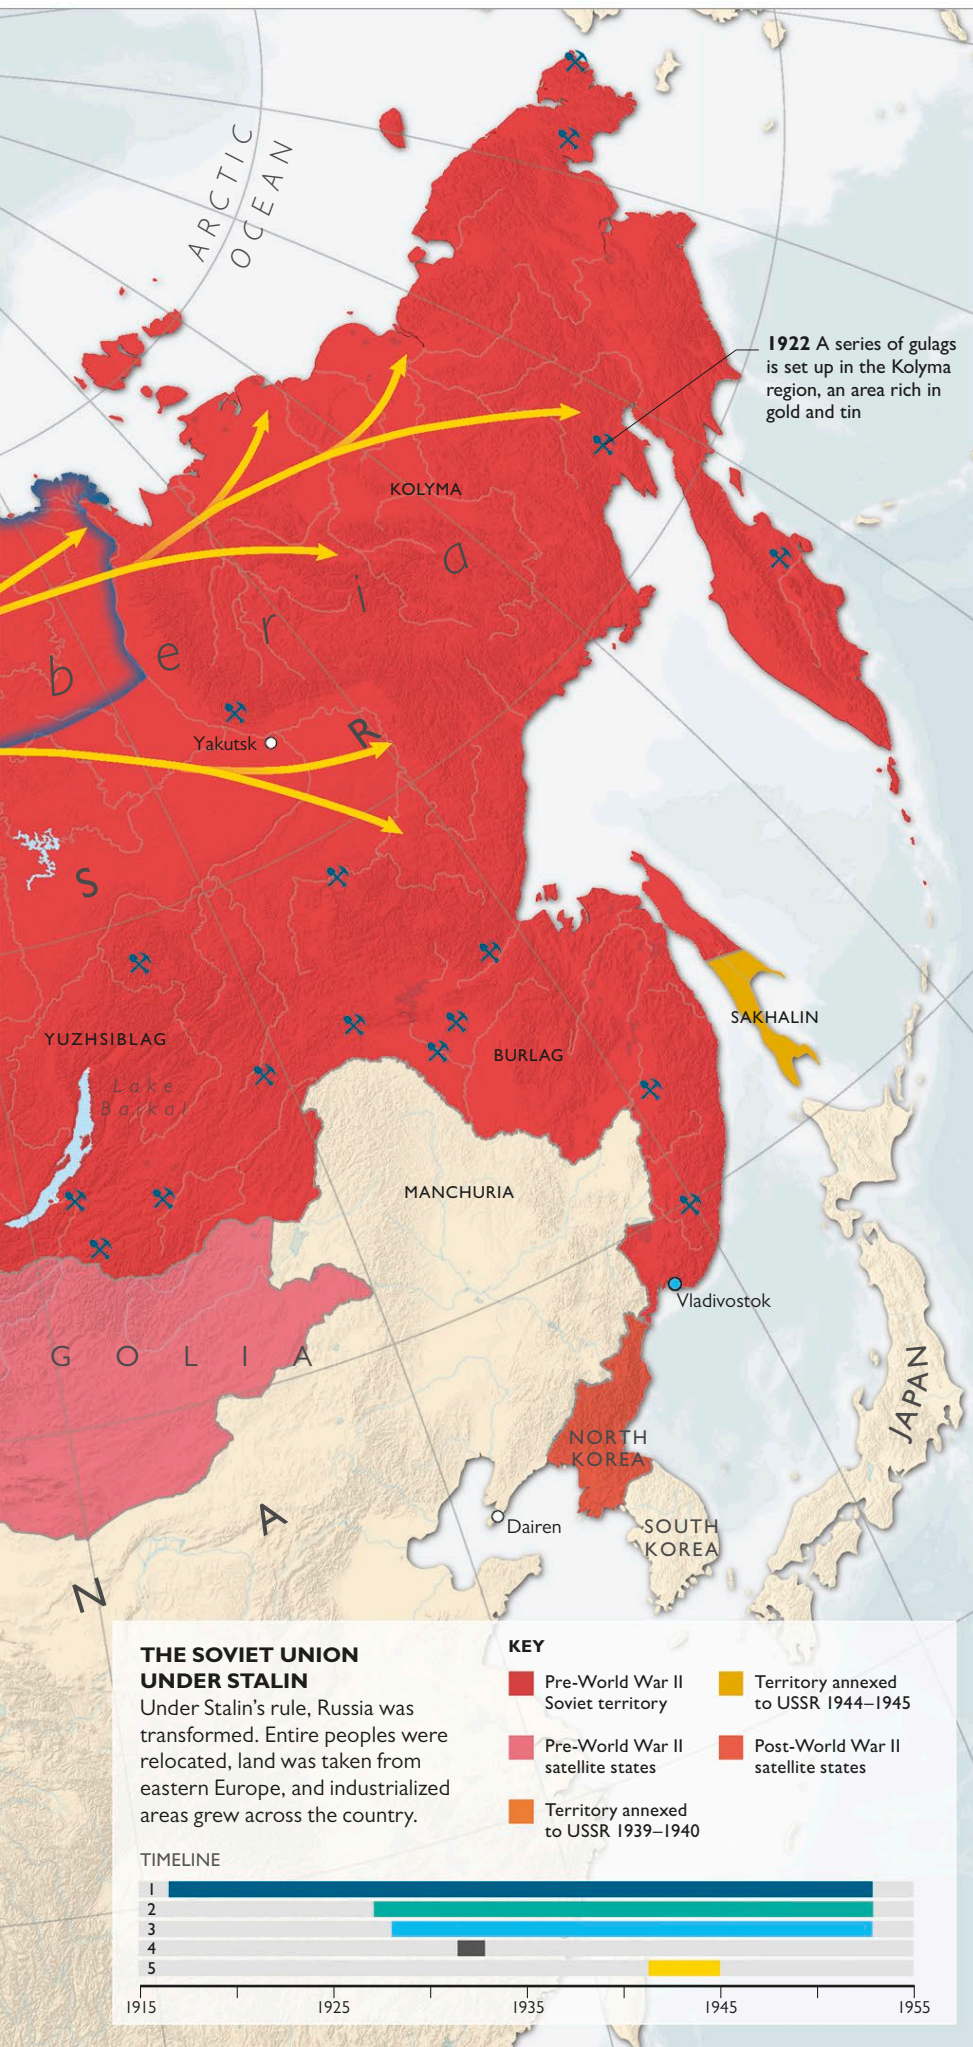 ARCTIC
OCEAN
1922 A series of gulags
is set up in the Kolyma
region, an area rich in
gold and tin
KOLYMA
b e r i a
R
Yakutsk
S
SAKHALIN
YUZHSIBLAG
BURLAG
Lake
Baikal
MANCHURIA
Vladivostok
G O L I A
JAPAN
NORTH
KOREA
A
Dairen
SOUTH
KOREA
N
THE SOVIET UNION
UNDER STALIN
Under Stalin’s rule, Russia was
transformed. Entire peoples were
relocated, land was taken from
eastern Europe, and industrialized
areas grew across the country.
KEY
Pre-World War II
Soviet territory
Pre-World War II
satellite states
Territory annexed
to USSR 1939–1940
Territory annexed
to USSR 1944–1945
Post-World War II
satellite states
TIMELINE
1
2
3
4
5
1915 1925 1935 1945 1955